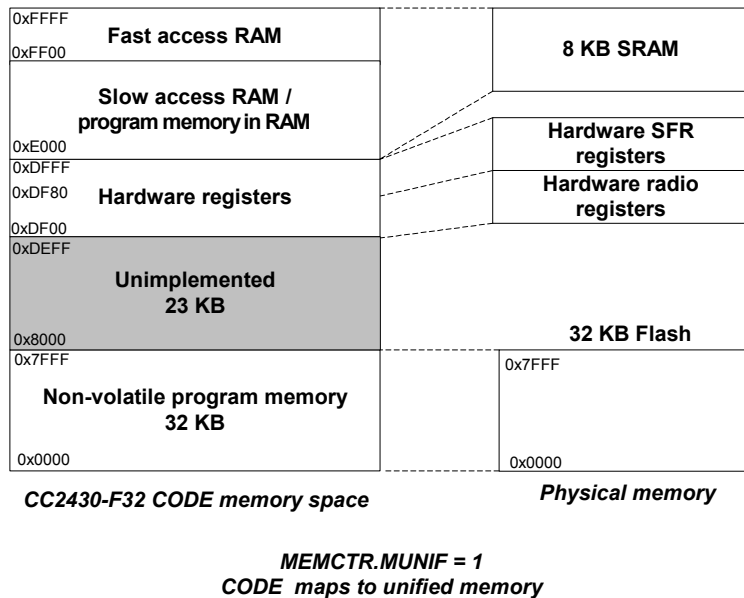 0xFFFF
Fast access RAM
0xFF00
Slow access RAM /
program memory in RAM
0xE000
0xDFFF
0xDF80
Hardware registers
0xDF00
0xDEFF
Unimplemented
23 KB
0x8000
0x7FFF
Non-volatile program memory
32 KB
0x0000
CC2430-F32 CODE memory space
8 KB SRAM
Hardware SFR
registers
Hardware radio
registers
32 KB Flash
0x7FFF
0x0000
Physical memory
MEMCTR.MUNIF = 1
CODE maps to unified memory